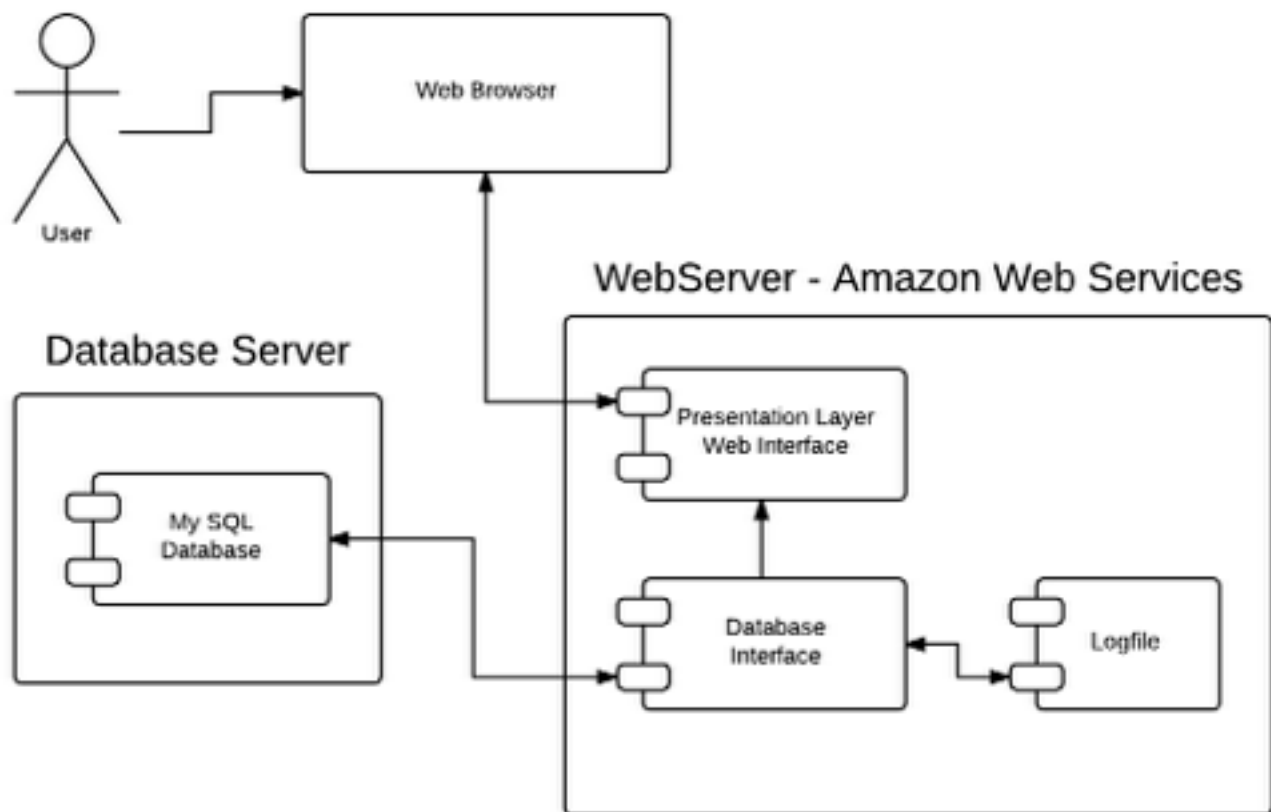 Web Browser
User
WebServer - Amazon Web Services
Database Server
Presentation Layer
Web Interface
My SQL
Database
Database
Interface
Logfile